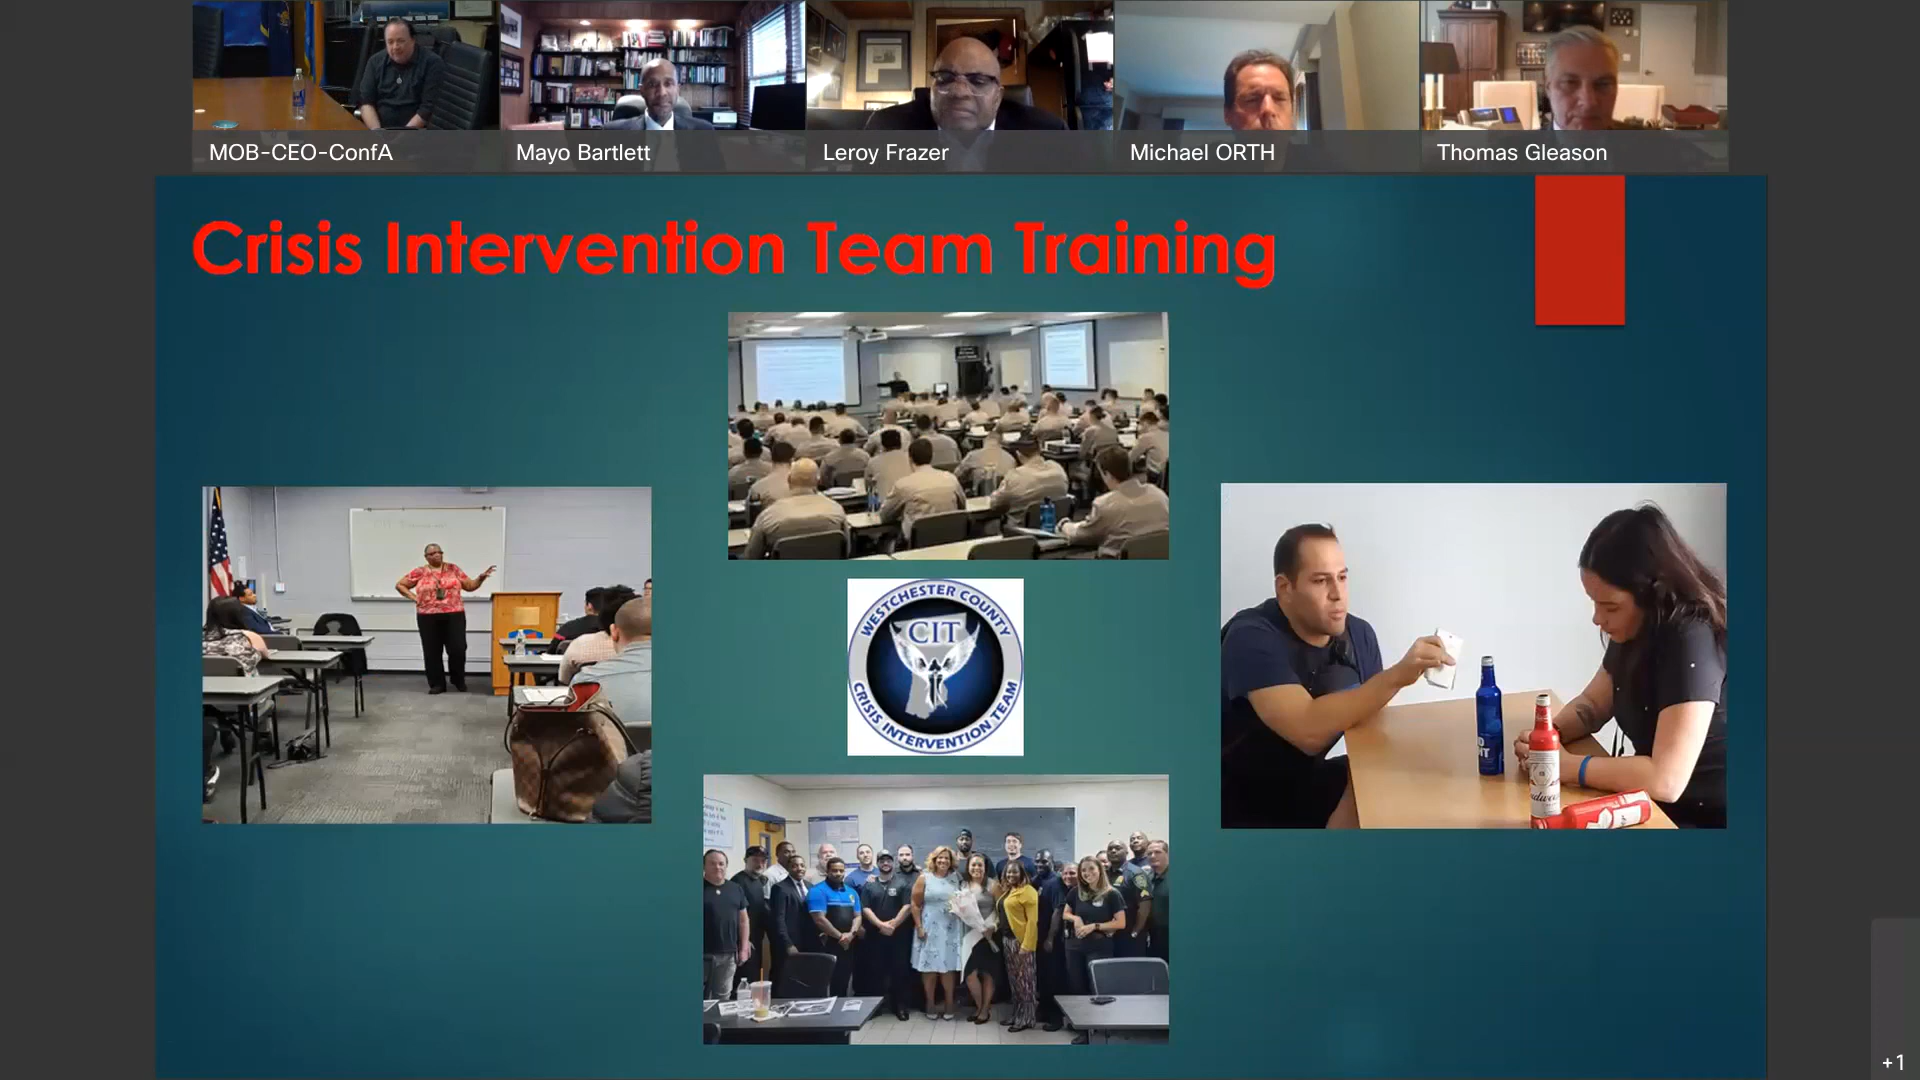 MOB-CEO-ConfA
Mayo Bartlett
Leroy Frazer
Michael ORTH
Thomas Gleason
Crisis Intervention Team Training
WESTCHESTER COUNTY
CIT
CRISIS INTERVENTION TEAM
+1